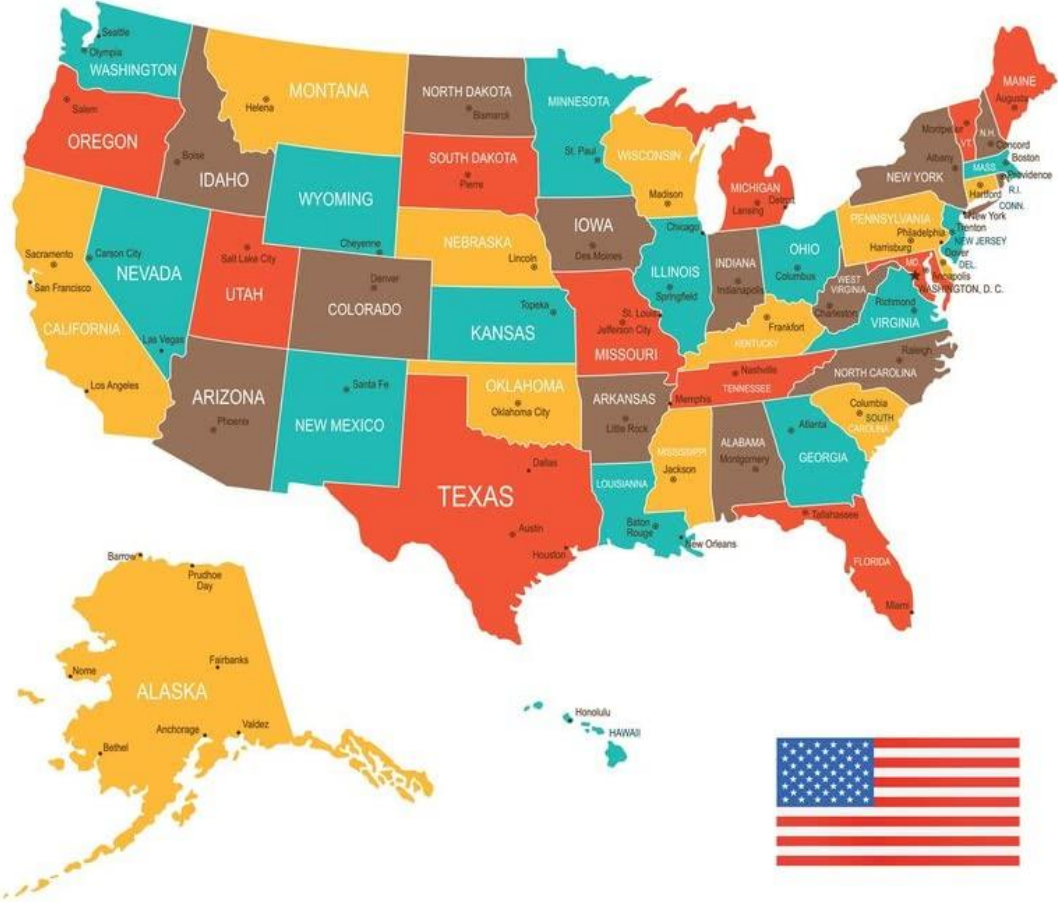 Seattle
Olympia
WASHINGTON
Salem
OREGON
Boise
IDAHO
Helena
MONTANA
NORTH DAKOTA
Bismarck
SOUTH DAKOTA
Pierre
WYOMING
Cheyenne
NEBRASKA
Lincoln
MINNESOTA
St. Paul
WISCONSIN
Madison
IOWA
Des Moines
Chicago
ILLINOIS
Springfield
MICHIGAN
Lansing
Detroit
INDIANA
Indianapolis
OHIO
Columbus
MAINE
Augusta
Montpelier
VT.
N.H.
Concord
Boston
MASS
Albany
NEW YORK
Providence
R.I.
Hartford
CONN.
New York
Trenton
PENNSYLVANIA
Philadelphia
Harrisburg
NEW JERSEY
Dover
DEL.
MD.
Annapolis
WASHINGTON, D. C.
WEST
VIRGINIA
Charleston
Richmond
VIRGINIA
Sacramento
San Francisco
CALIFORNIA
Los Angeles
Carson City
NEVADA
Las Vegas
Salt Lake City
UTAH
Denver
COLORADO
Topeka
KANSAS
St. Louis
Jefferson City
MISSOURI
Frankfort
KENTUCKY
ARIZONA
Phoenix
Santa Fe
NEW MEXICO
OKLAHOMA
Oklahoma City
ARKANSAS
Little Rock
Nashville
TENNESSEE
Memphis
Raleigh
NORTH CAROLINA
Columbia
SOUTH
CAROLINA
Atlanta
GEORGIA
ALABAMA
Montgomery
MISSISSIPPI
Jackson
LOUISIANNA
Baton
Rouge
New Orleans
Dallas
TEXAS
Austin
Houston
Tallahassee
FLORIDA
Miami
Barrow
Prudhoe
Day
Nome
Fairbanks
ALASKA
Anchorage
Valdez
Bethel
Honolulu
HAWAII